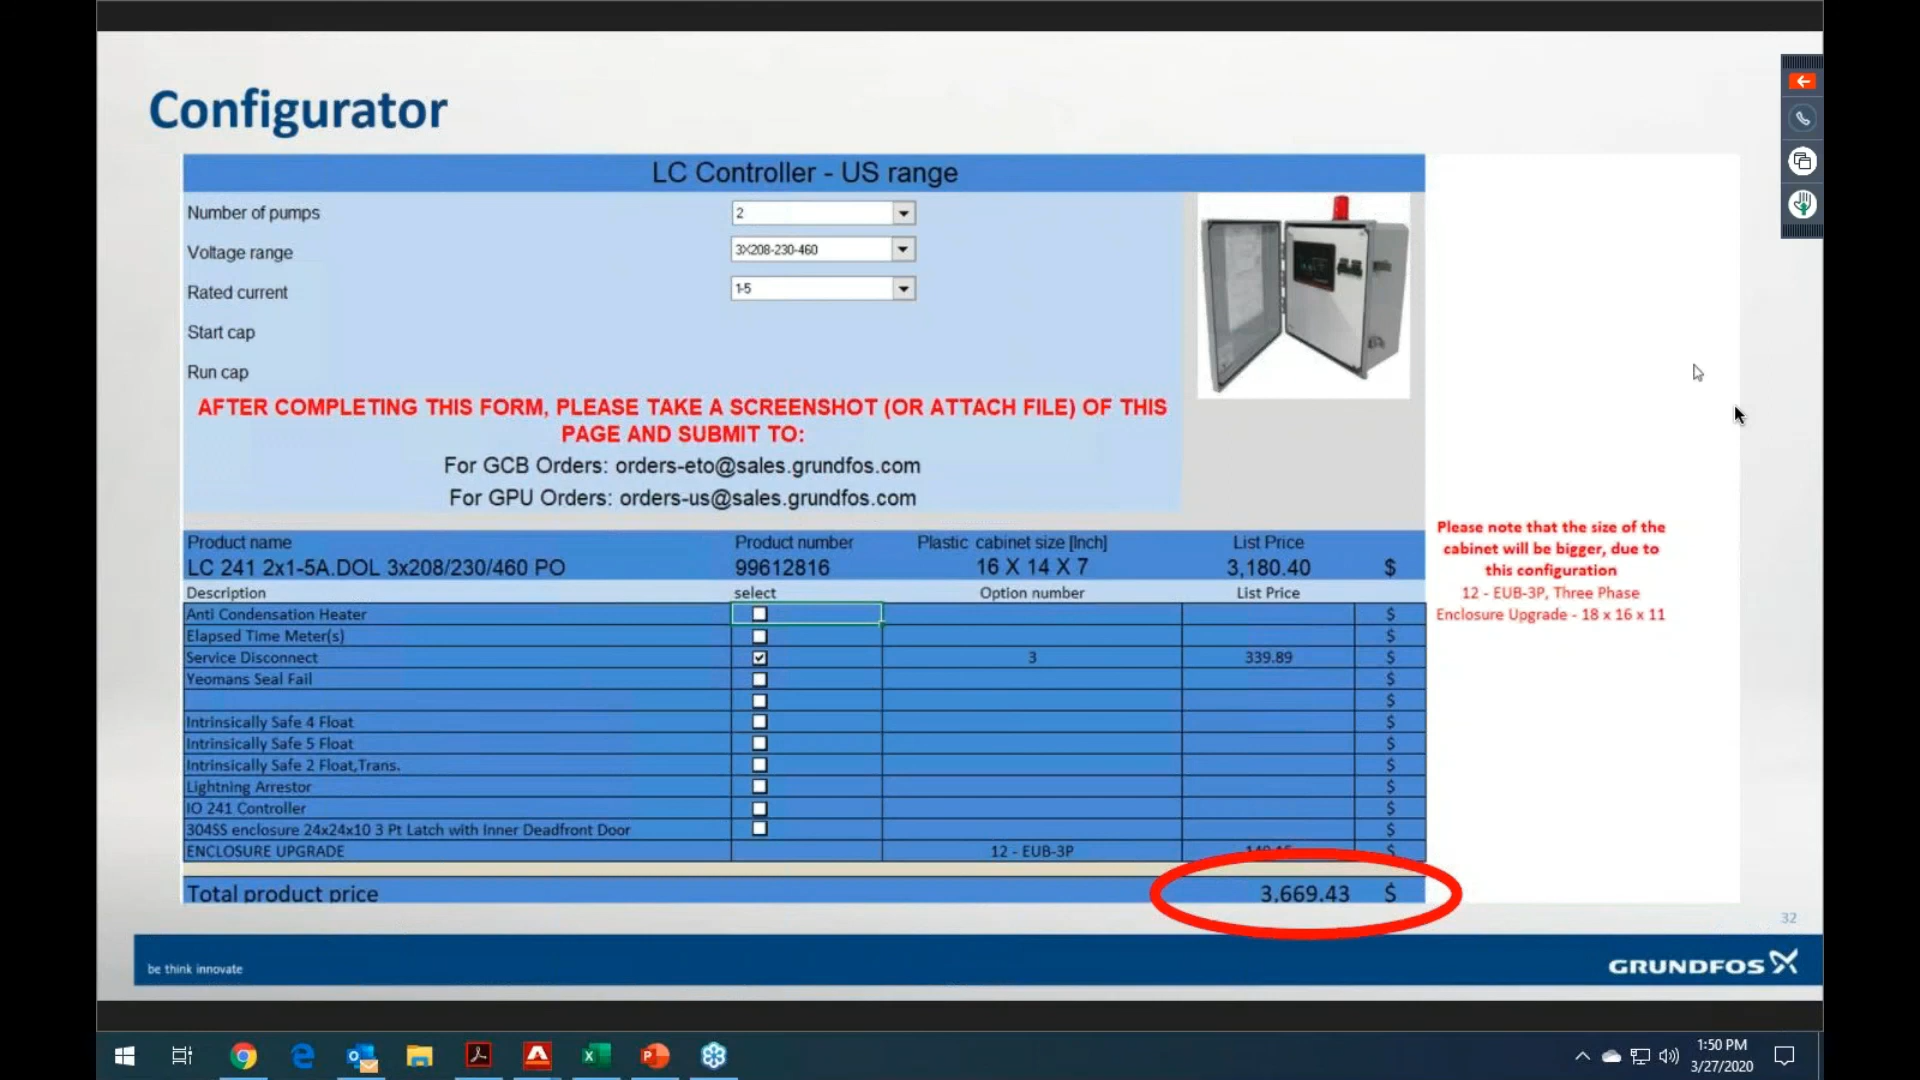 Configurator
LC Controller - US range
Number of pumps
2
Voltage range
3X208-230-460
Rated current
1-5
Start cap
Run cap
AFTER COMPLETING THIS FORM, PLEASE TAKE A SCREENSHOT (OR ATTACH FILE) OF THIS
PAGE AND SUBMIT TO:
For GCB Orders: orders-eto@sales.grundfos.com
For GPU Orders: orders-us@sales.grundfos.com
Product name Product number Plastic cabinet size [Inch] List Price
LC 241 2x1-5A.DOL 3x208/230/460 PO 99612816 16 X 14 X 7 3,180.40 $
Description select Option number List Price
Anti Condensation Heater $
Elapsed Time Meter(s) $
Service Disconnect 3 339.89 $
Yeomans Seal Fail $
$
Intrinsically Safe 4 Float $
Intrinsically Safe 5 Float $
Intrinsically Safe 2 Float,Trans. $
Lightning Arrestor $
IO 241 Controller $
304SS enclosure 24x24x10 3 Pt Latch with Inner Deadfront Door $
ENCLOSURE UPGRADE 12 - EUB-3P $
Total product price 3,669.43 $
Please note that the size of the
cabinet will be bigger, due to
this configuration
12 - EUB-3P, Three Phase
Enclosure Upgrade - 18 x 16 x 11
32
be think innovate
GRUNDFOS
1:50 PM
3/27/2020